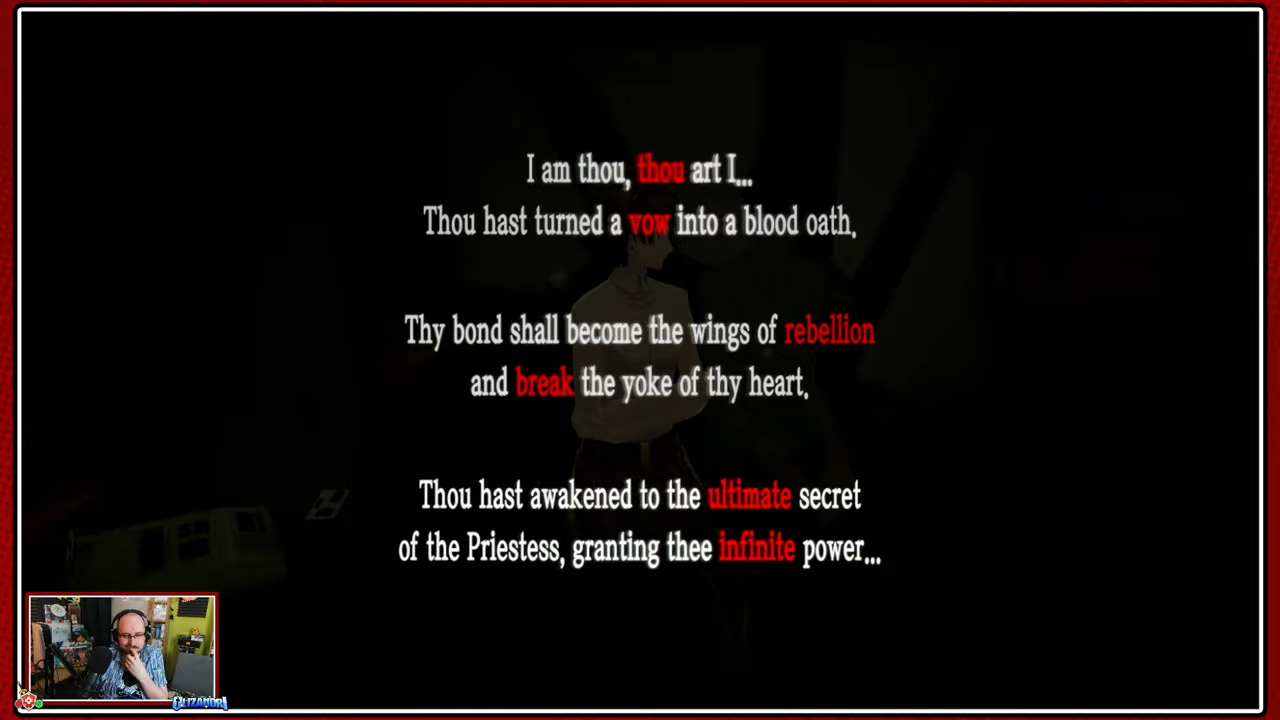 I am thou, thou art I...
Thou hast turned a vow into a blood oath.
Thy bond shall become the wings of rebellion
and break the yoke of thy heart.
Thou hast awakened to the ultimate secret
of the Priestess, granting thee infinite power...